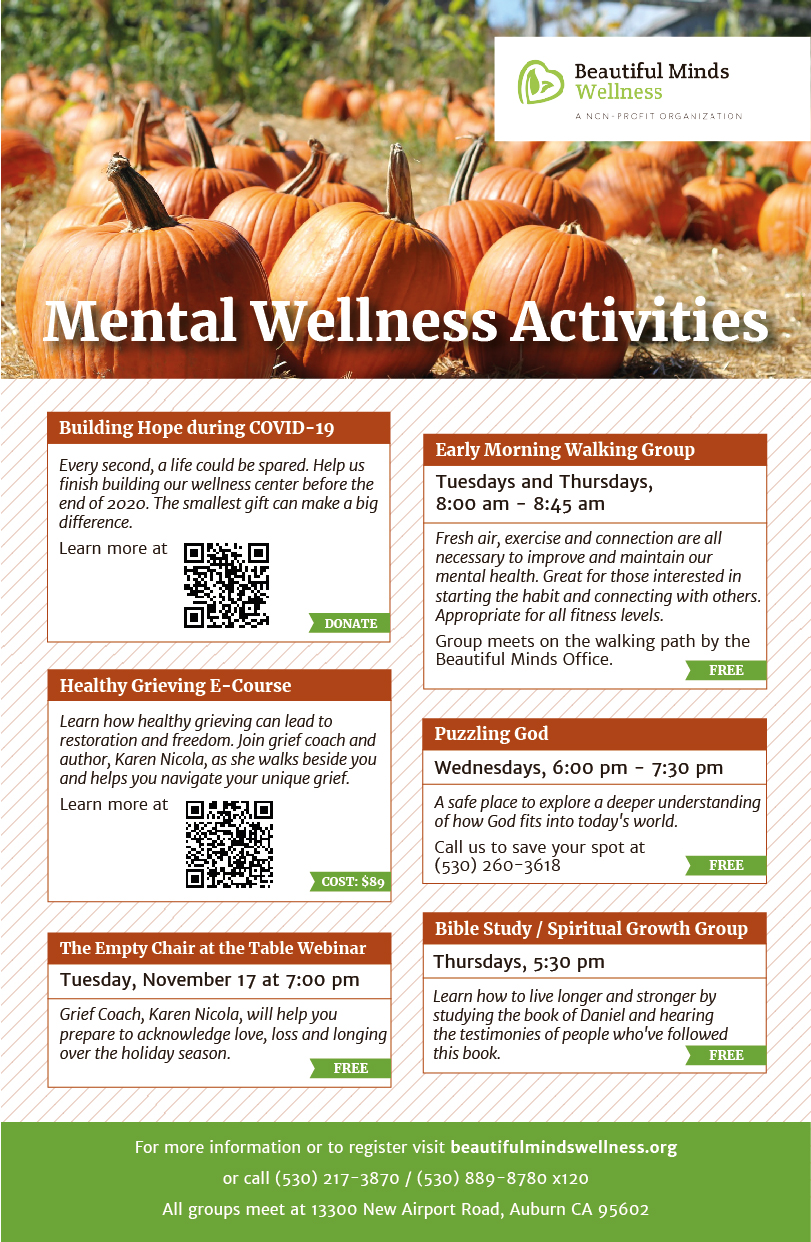 Beautiful Minds
Wellness
A NON-PROFIT ORGANIZATION
Mental Wellness Activities
Building Hope during COVID-19
Every second, a life could be spared. Help us
finish building our wellness center before the
end of 2020. The smallest gift can make a big
difference.
Learn more at
DONATE
Healthy Grieving E-Course
Learn how healthy grieving can lead to
restoration and freedom. Join grief coach and
author, Karen Nicola, as she walks beside you
and helps you navigate your unique grief.
Learn more at
COST: $89
The Empty Chair at the Table Webinar
Tuesday, November 17 at 7:00 pm
Grief Coach, Karen Nicola, will help you
prepare to acknowledge love, loss and longing
over the holiday season.
FREE
Early Morning Walking Group
Tuesdays and Thursdays,
8:00 am - 8:45 am
Fresh air, exercise and connection are all
necessary to improve and maintain our
mental health. Great for those interested in
starting the habit and connecting with others.
Appropriate for all fitness levels.
Group meets on the walking path by the
Beautiful Minds Office.
FREE
Puzzling God
Wednesdays, 6:00 pm - 7:30 pm
A safe place to explore a deeper understanding
of how God fits into today's world.
Call us to save your spot at
(530) 260-3618
FREE
Bible Study / Spiritual Growth Group
Thursdays, 5:30 pm
Learn how to live longer and stronger by
studying the book of Daniel and hearing
the testimonies of people who've followed
this book.
FREE
For more information or to register visit beautifulmindswellness.org
or call (530) 217-3870 / (530) 889-8780 x120
All groups meet at 13300 New Airport Road, Auburn CA 95602